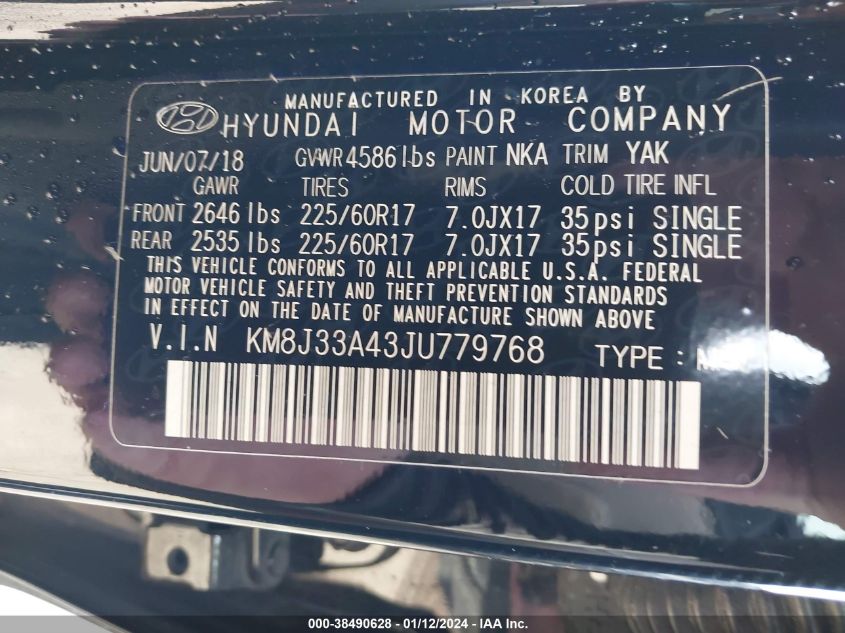 MANUFACTURED IN KOREA BY
HYUNDAI MOTOR COMPANY
JUN/07/18 GVWR 4586 lbs PAINT NKA TRIM YAK
GAWR TIRES RIMS COLD TIRE INFL
FRONT 2646 lbs 225/60R17 7.0JX17 35psi SINGLE
REAR 2535 lbs 225/60R17 7.0JX17 35psi SINGLE
THIS VEHICLE CONFORMS TO ALL APPLICABLE U.S.A. FEDERAL
MOTOR VEHICLE SAFETY AND THEFT PREVENTION STANDARDS
IN EFFECT ON THE DATE OF MANUFACTURE SHOWN ABOVE
V.I.N KM8J33A43JU779768 TYPE:
000-38490628 - 01/12/2024 - IAA Inc.